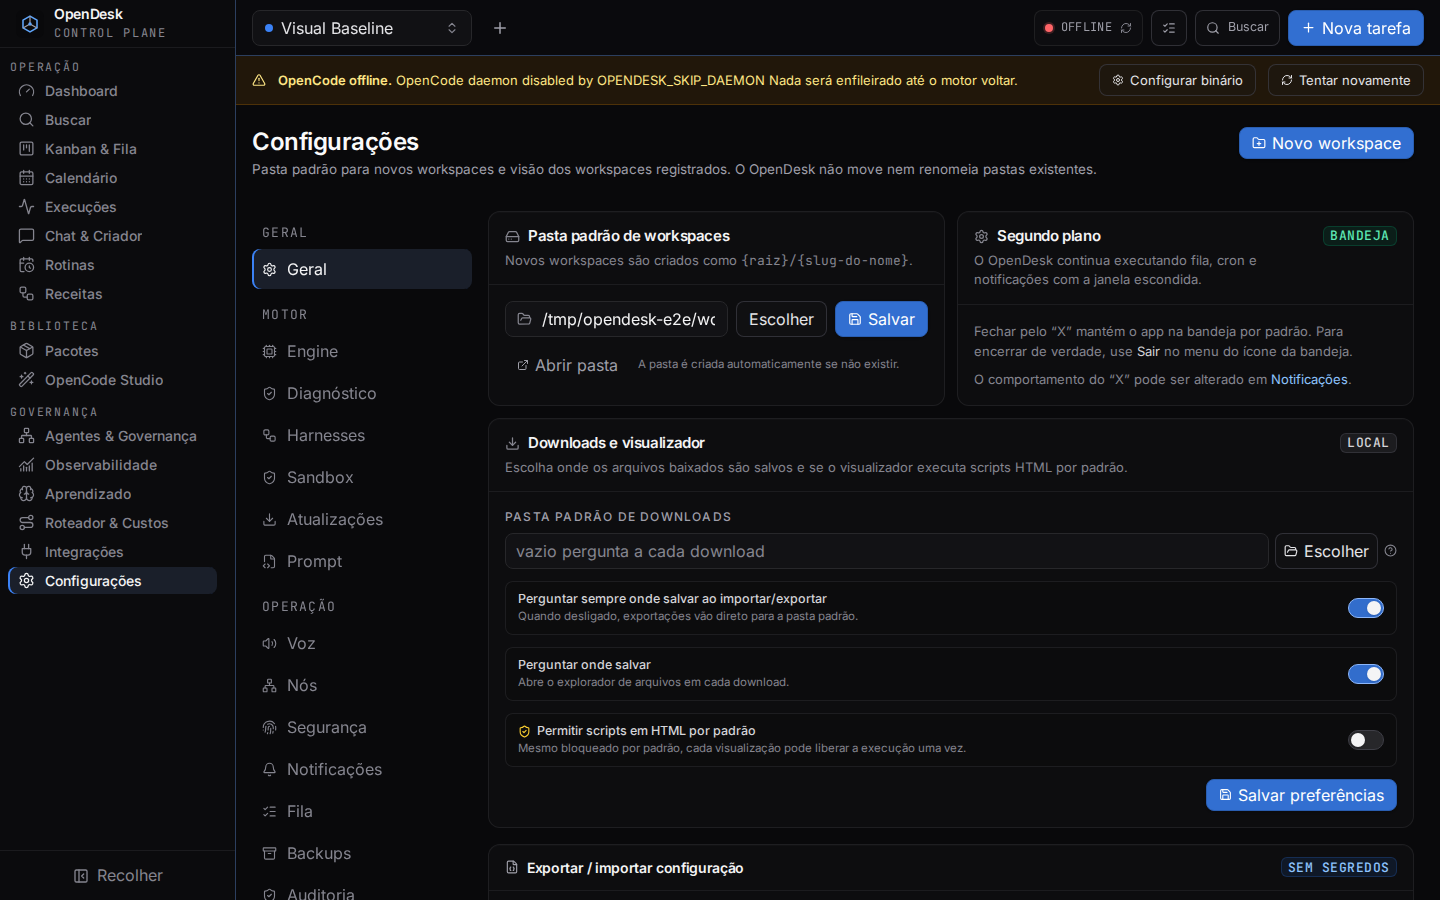 OpenDesk
CONTROL PLANE
OPERAÇÃO
Dashboard
Buscar
Kanban & Fila
Calendário
Execuções
Chat & Criador
Rotinas
Receitas
BIBLIOTECA
Pacotes
OpenCode Studio
GOVERNANÇA
Agentes & Governança
Observabilidade
Aprendizado
Roteador & Custos
Integrações
Configurações
Recolher
Visual Baseline
OFFLINE
Buscar
Nova tarefa
OpenCode offline. OpenCode daemon disabled by OPENDESK_SKIP_DAEMON Nada será enfileirado até o motor voltar.
Configurar binário
Tentar novamente
Configurações
Pasta padrão para novos workspaces e visão dos workspaces registrados. O OpenDesk não move nem renomeia pastas existentes.
Novo workspace
GERAL
Geral
MOTOR
Engine
Diagnóstico
Harnesses
Sandbox
Atualizações
Prompt
OPERAÇÃO
Voz
Nós
Segurança
Notificações
Fila
Backups
Auditoria
Pasta padrão de workspaces
Novos workspaces são criados como {raiz}/{slug-do-nome}.
/tmp/opendesk-e2e/wo
Escolher
Salvar
Abrir pasta
A pasta é criada automaticamente se não existir.
Segundo plano
BANDEJA
O OpenDesk continua executando fila, cron e
notificações com a janela escondida.
Fechar pelo “X” mantém o app na bandeja por padrão. Para
encerrar de verdade, use Sair no menu do ícone da bandeja.
O comportamento do “X” pode ser alterado em Notificações.
Downloads e visualizador
LOCAL
Escolha onde os arquivos baixados são salvos e se o visualizador executa scripts HTML por padrão.
PASTA PADRÃO DE DOWNLOADS
vazio pergunta a cada download
Escolher
Perguntar sempre onde salvar ao importar/exportar
Quando desligado, exportações vão direto para a pasta padrão.
Perguntar onde salvar
Abre o explorador de arquivos em cada download.
Permitir scripts em HTML por padrão
Mesmo bloqueado por padrão, cada visualização pode liberar a execução uma vez.
Salvar preferências
Exportar / importar configuração
SEM SEGREDOS